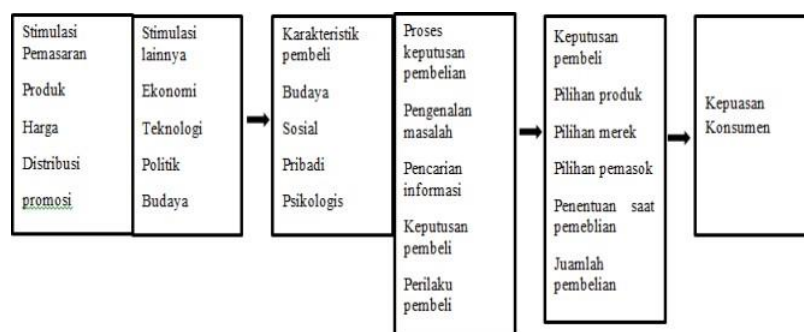 Stimulasi
Pemasaran
Produk
Harga
Distribusi
promosi
Stimulasi
lainnya
Ekonomi
Teknologi
Politik
Budaya
Karakteristik
pembeli
Budaya
Sosial
Pribadi
Psikologis
Proses
keputusan
pembelian
Pengenalan
masalah
Pencarian
informasi
Keputusan
pembeli
Perilaku
pembeli
Keputusan
pembeli
Pilihan produk
Pilihan merek
Pilihan pemasok
Penentuan saat
pemeblian
Juamlah
pembelian
Kepuasan
Konsumen